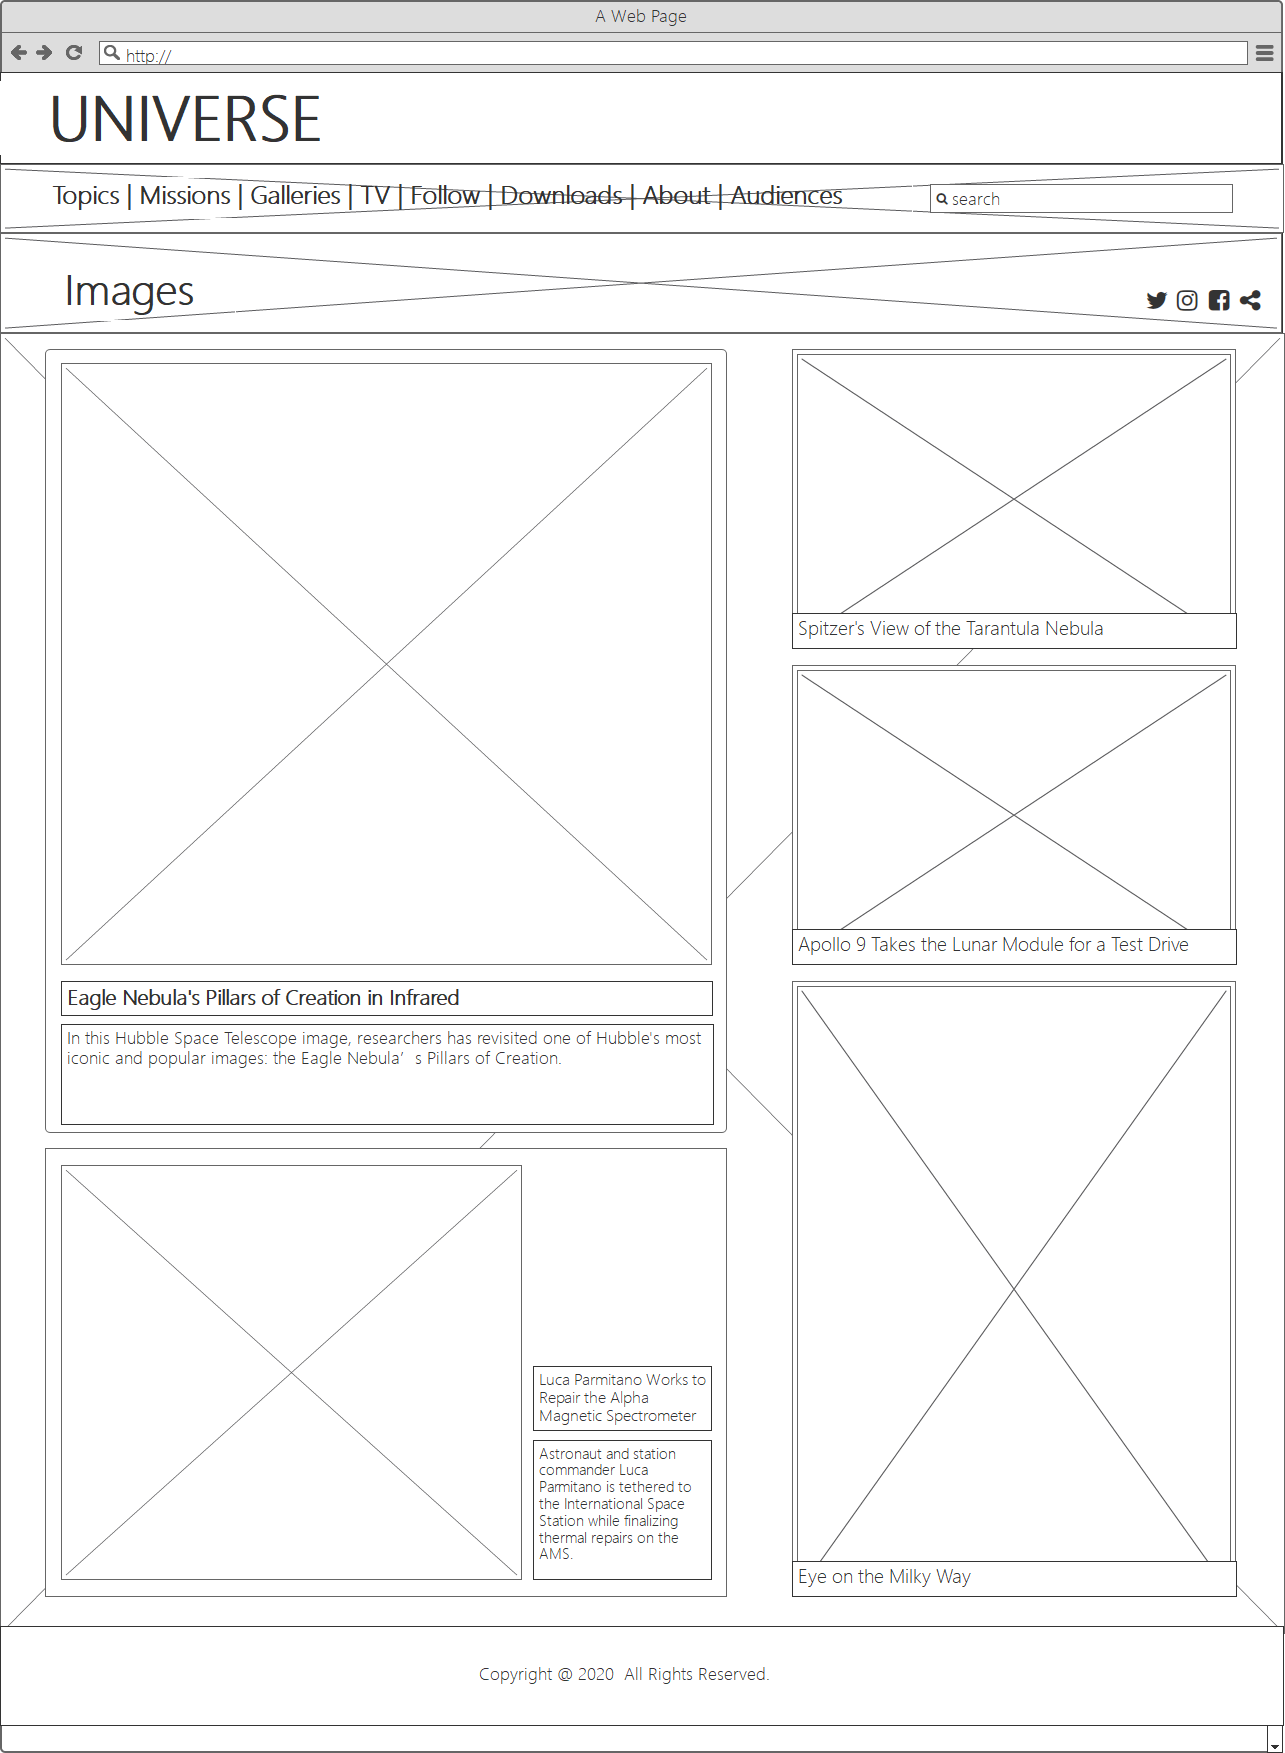 A Web Page
http://
UNIVERSE
Topics | Missions | Galleries | TV | Follow | Downloads | About | Audiences
search
Images
Spitzer's View of the Tarantula Nebula
Apollo 9 Takes the Lunar Module for a Test Drive
Eagle Nebula's Pillars of Creation in Infrared
In this Hubble Space Telescope image, researchers has revisited one of Hubble's most
iconic and popular images: the Eagle Nebula’s Pillars of Creation.
Luca Parmitano Works to
Repair the Alpha
Magnetic Spectrometer
Astronaut and station
commander Luca
Parmitano is tethered to
the International Space
Station while finalizing
thermal repairs on the
AMS.
Eye on the Milky Way
Copyright @ 2020  All Rights Reserved.